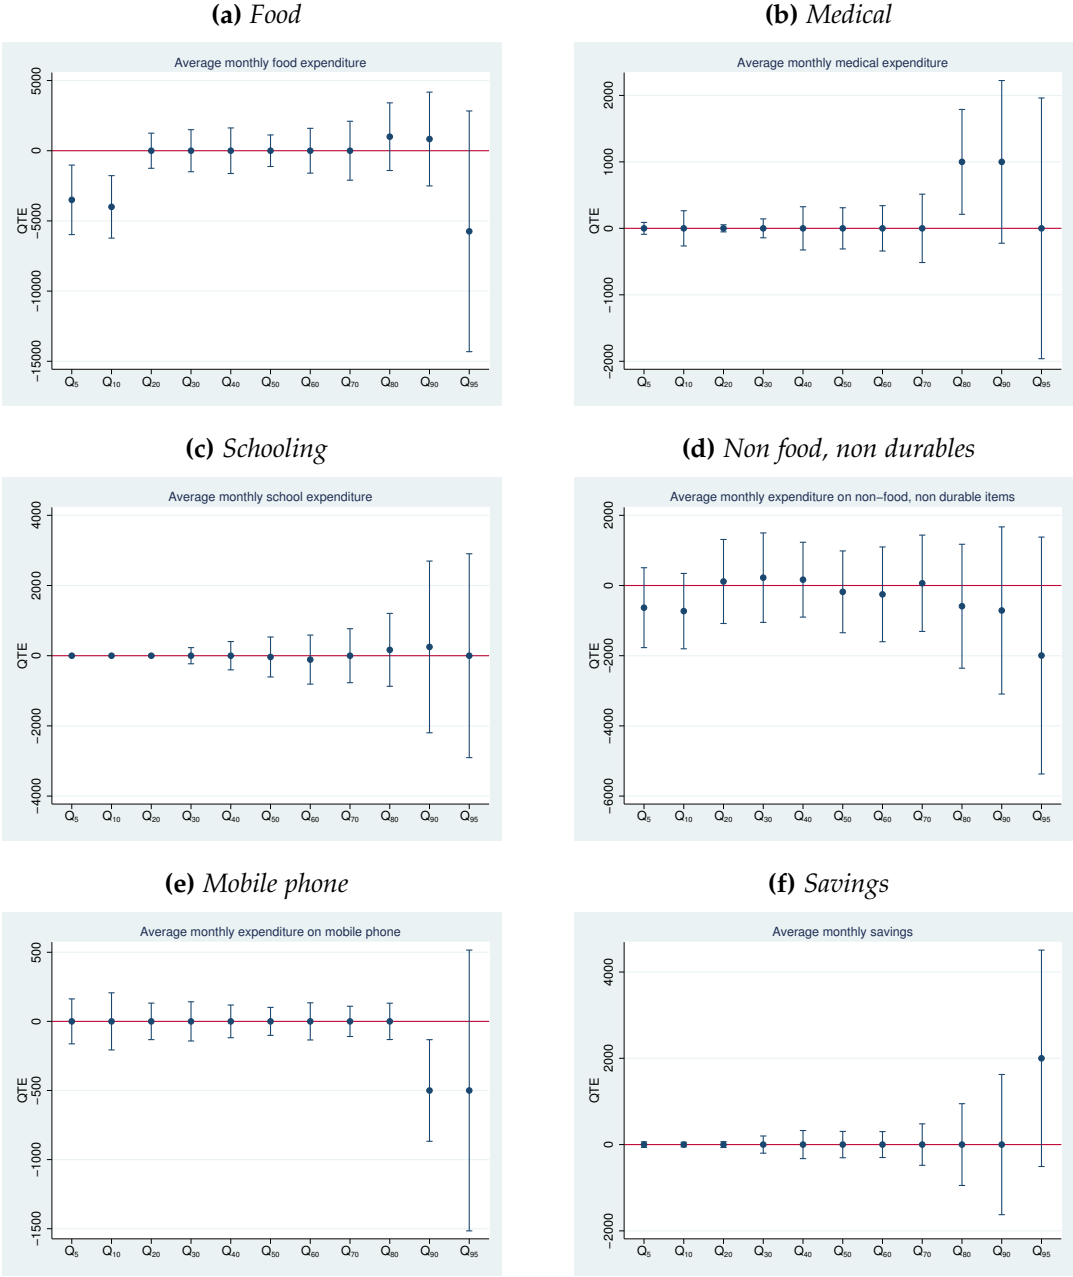 (a) Food
Average monthly food expenditure
QTE
5000
0
−5000
−10000
−15000
Q5 Q10 Q20 Q30 Q40 Q50 Q60 Q70 Q80 Q90 Q95
(b) Medical
Average monthly medical expenditure
QTE
2000
1000
0
−1000
−2000
Q5 Q10 Q20 Q30 Q40 Q50 Q60 Q70 Q80 Q90 Q95
(c) Schooling
Average monthly school expenditure
QTE
4000
2000
0
−2000
−4000
Q5 Q10 Q20 Q30 Q40 Q50 Q60 Q70 Q80 Q90 Q95
(d) Non food, non durables
Average monthly expenditure on non−food, non durable items
QTE
2000
0
−2000
−4000
−6000
Q5 Q10 Q20 Q30 Q40 Q50 Q60 Q70 Q80 Q90 Q95
(e) Mobile phone
Average monthly expenditure on mobile phone
QTE
500
0
−500
−1000
−1500
Q5 Q10 Q20 Q30 Q40 Q50 Q60 Q70 Q80 Q90 Q95
(f) Savings
Average monthly savings
QTE
4000
2000
0
−2000
Q5 Q10 Q20 Q30 Q40 Q50 Q60 Q70 Q80 Q90 Q95